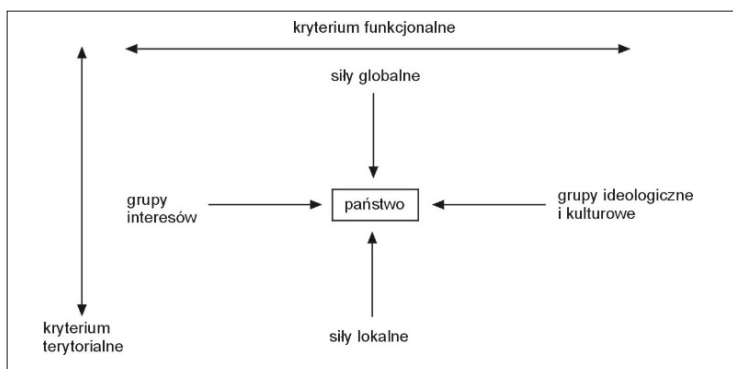 kryterium funkcjonalne
siły globalne
grupy
interesów
państwo
grupy ideologiczne
i kulturowe
kryterium
terytorialne
siły lokalne